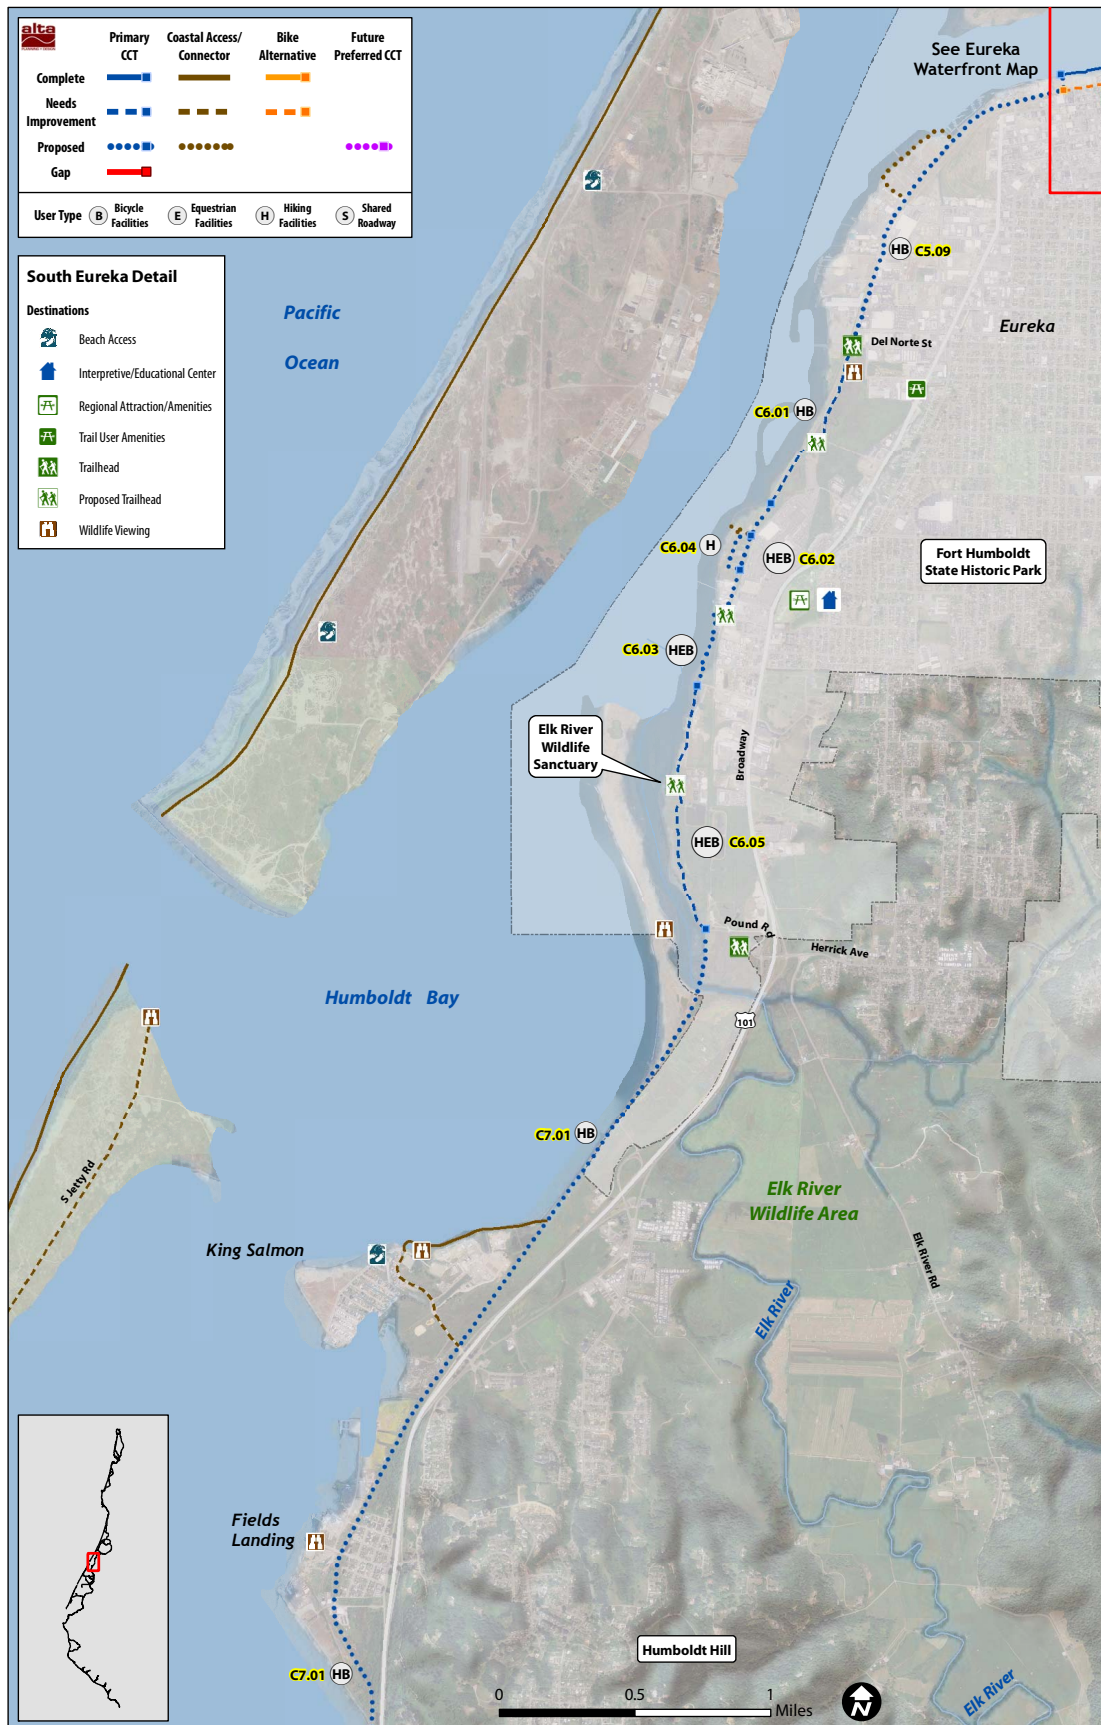 alta
PLANNING + DESIGN
Primary CCT
Coastal Access/ Connector
Bike Alternative
Future Preferred CCT
Complete
Needs Improvement
Proposed
Gap
User Type
B Bicycle Facilities
E Equestrian Facilities
H Hiking Facilities
S Shared Roadway
South Eureka Detail
Destinations
Beach Access
Interpretive/Educational Center
Regional Attraction/Amenities
Trail User Amenities
Trailhead
Proposed Trailhead
Wildlife Viewing
See Eureka
Waterfront Map
Pacific
Ocean
HB C5.09
Eureka
Del Norte St
C6.01 HB
C6.04 H
HEB C6.02
Fort Humboldt
State Historic Park
C6.03 HEB
Elk River
Wildlife
Sanctuary
Broadway
HEB C6.05
Pound Rd
Herrick Ave
Humboldt Bay
101
C7.01 HB
S Jetty Rd
Elk River
Wildlife Area
King Salmon
Elk River Rd
Elk River
Fields
Landing
C7.01 HB
Humboldt Hill
Elk River
0 0.5 1
Miles
N